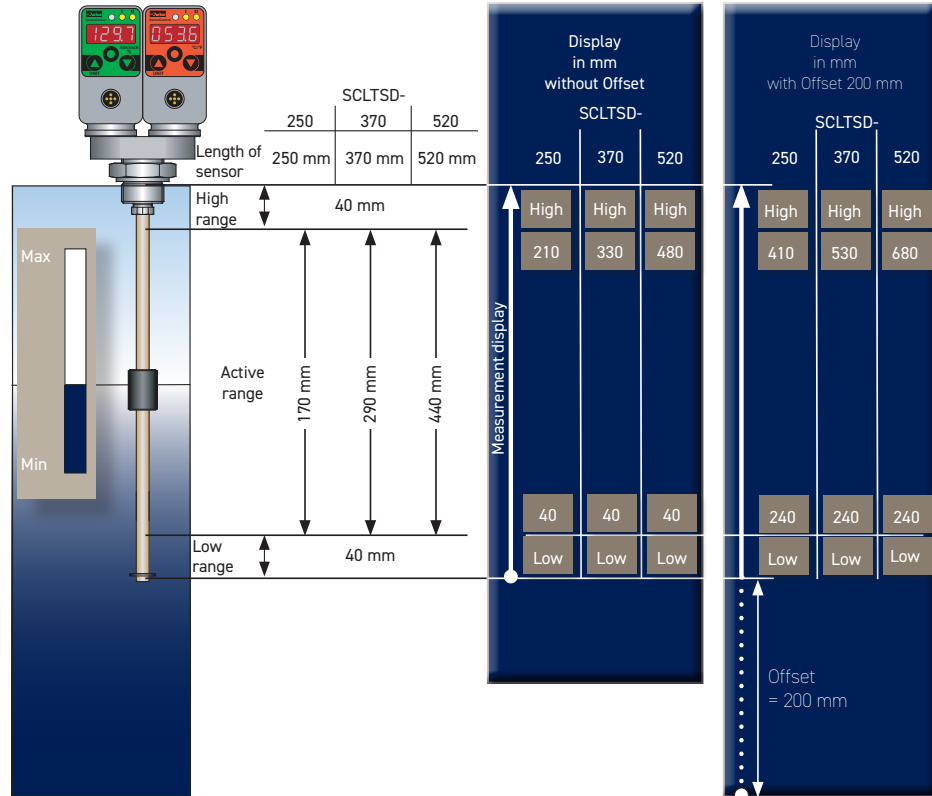 129.7
053.6
mm/inch
%
°C/°F
UNIT
UNIT
SCLTSD-
250 370 520
Length of
sensor
250 mm 370 mm 520 mm
High
range
40 mm
Max
Min
Active
range
170 mm
290 mm
440 mm
Low
range
40 mm
Display
in mm
without Offset
SCLTSD-
250 370 520
High High High
210 330 480
Measurement display
40 40 40
Low Low Low
Display
in mm
with Offset 200 mm
SCLTSD-
250 370 520
High High High
410 530 680
240 240 240
Low Low Low
Offset
= 200 mm